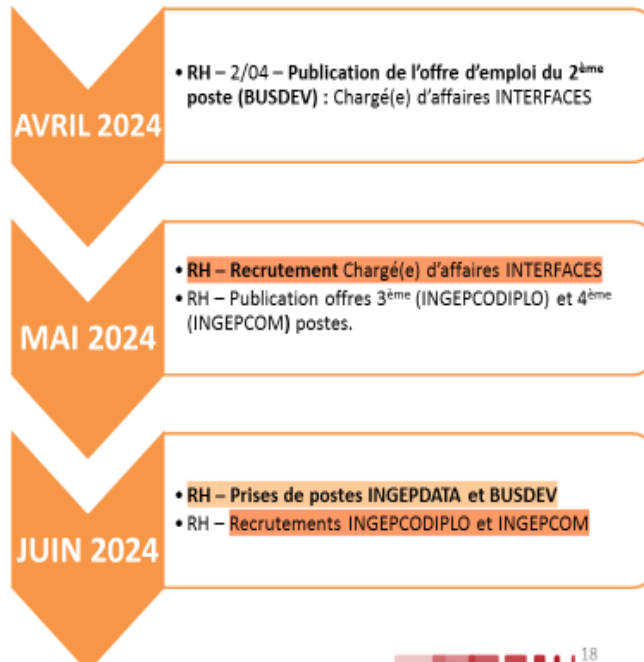 • RH – 2/04 – Publication de l'offre d'emploi du 2ème
poste (BUSDEV) : Chargé(e) d'affaires INTERFACES
AVRIL 2024
• RH – Recrutement Chargé(e) d'affaires INTERFACES
• RH – Publication offres 3ème (INGEPCODIPLO) et 4ème
(INGEPCOM) postes.
MAI 2024
• RH – Prises de postes INGEPDATA et BUSDEV
• RH – Recrutements INGEPCODIPLO et INGEPCOM
JUIN 2024
18